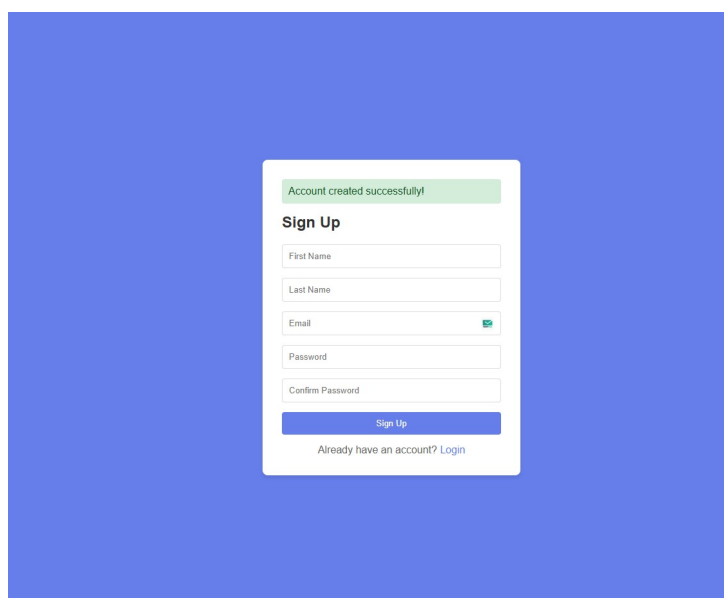 Account created successfully!
Sign Up
First Name
Last Name
Email
Password
Confirm Password
Sign Up
Already have an account? Login